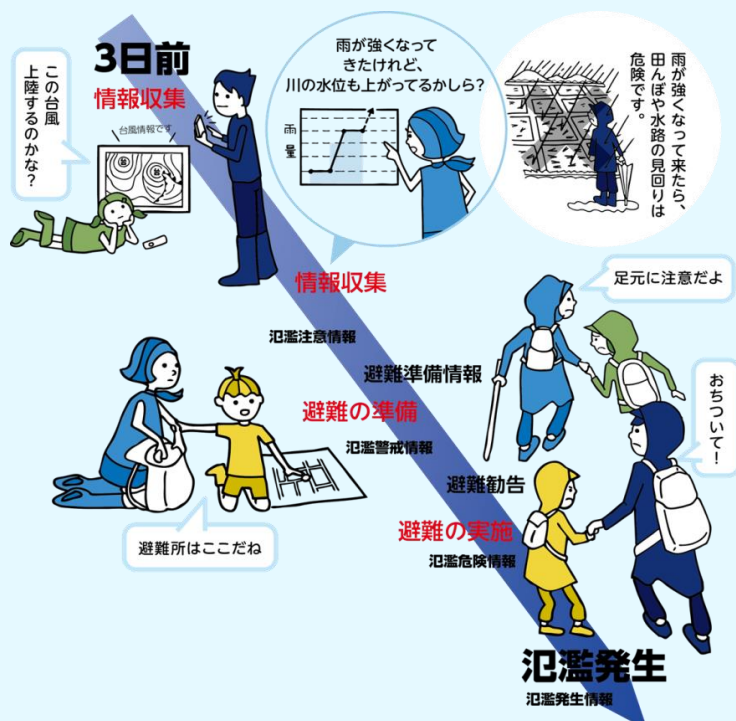 3日前
情報収集
この台風
上陸するのかな？
台風情報です
雨が強くなって
きたけれど、
川の水位も上がってるかしら？
雨量
雨が強くなって来たら、
田んぼや水路の見回りは
危険です。
情報収集
足元に注意だよ
氾濫注意情報
避難準備情報
避難の準備
おちついて！
氾濫警戒情報
避難勧告
避難の実施
避難所はここだね
氾濫危険情報
氾濫発生
氾濫発生情報